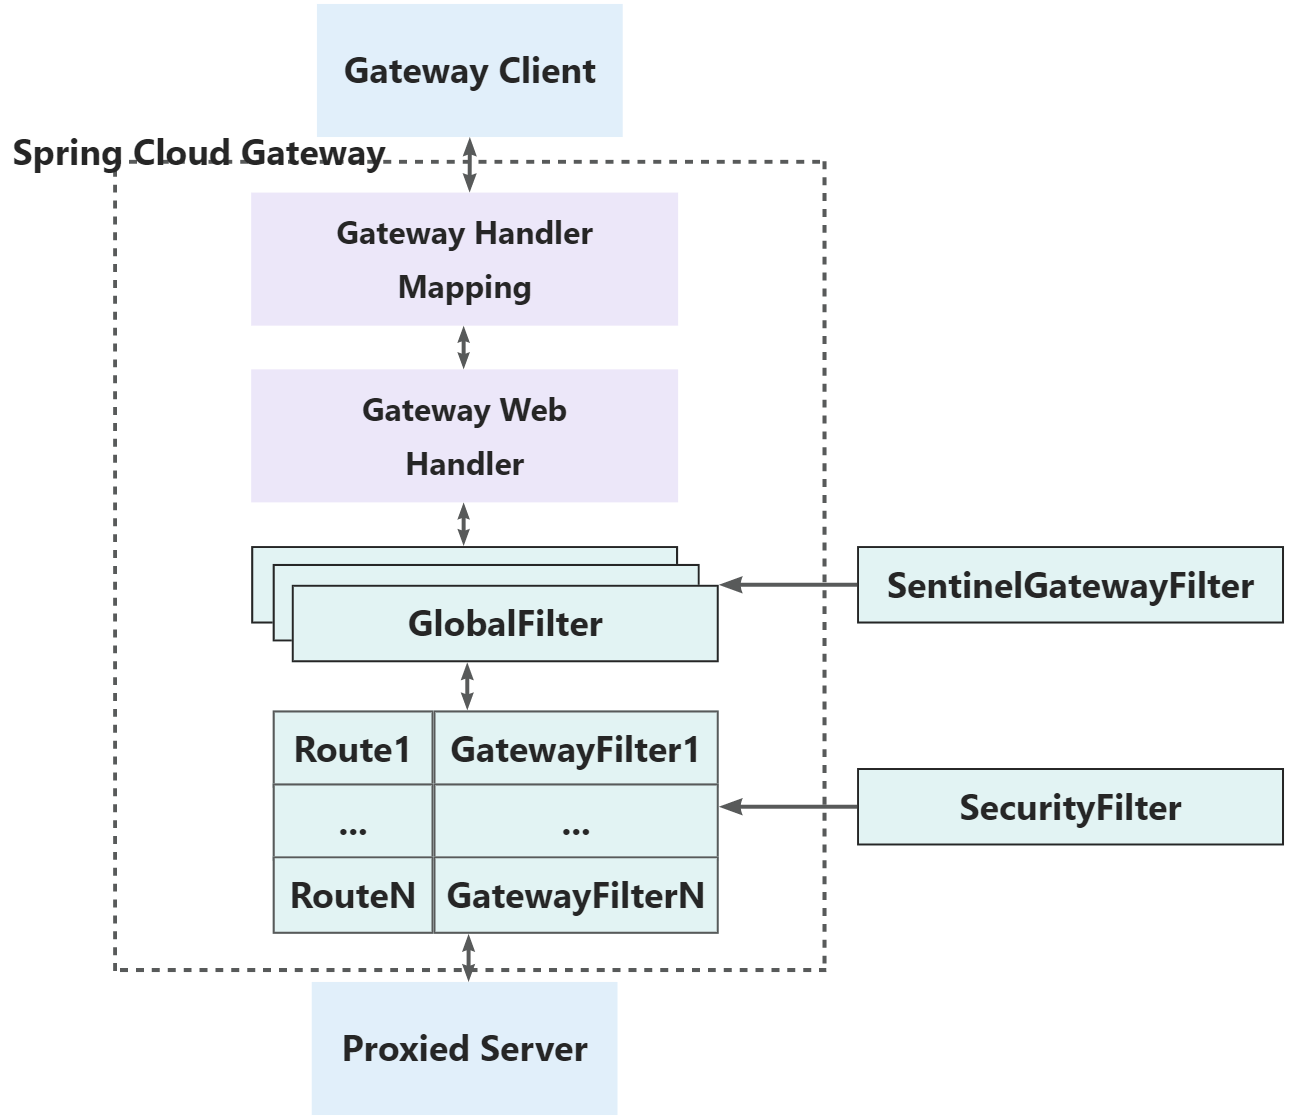 Gateway Client
Spring Cloud Gateway
Gateway Handler
Mapping
Gateway Web
Handler
GlobalFilter
SentinelGatewayFilter
Route1 GatewayFilter1
... ...
RouteN GatewayFilterN
SecurityFilter
Proxied Server